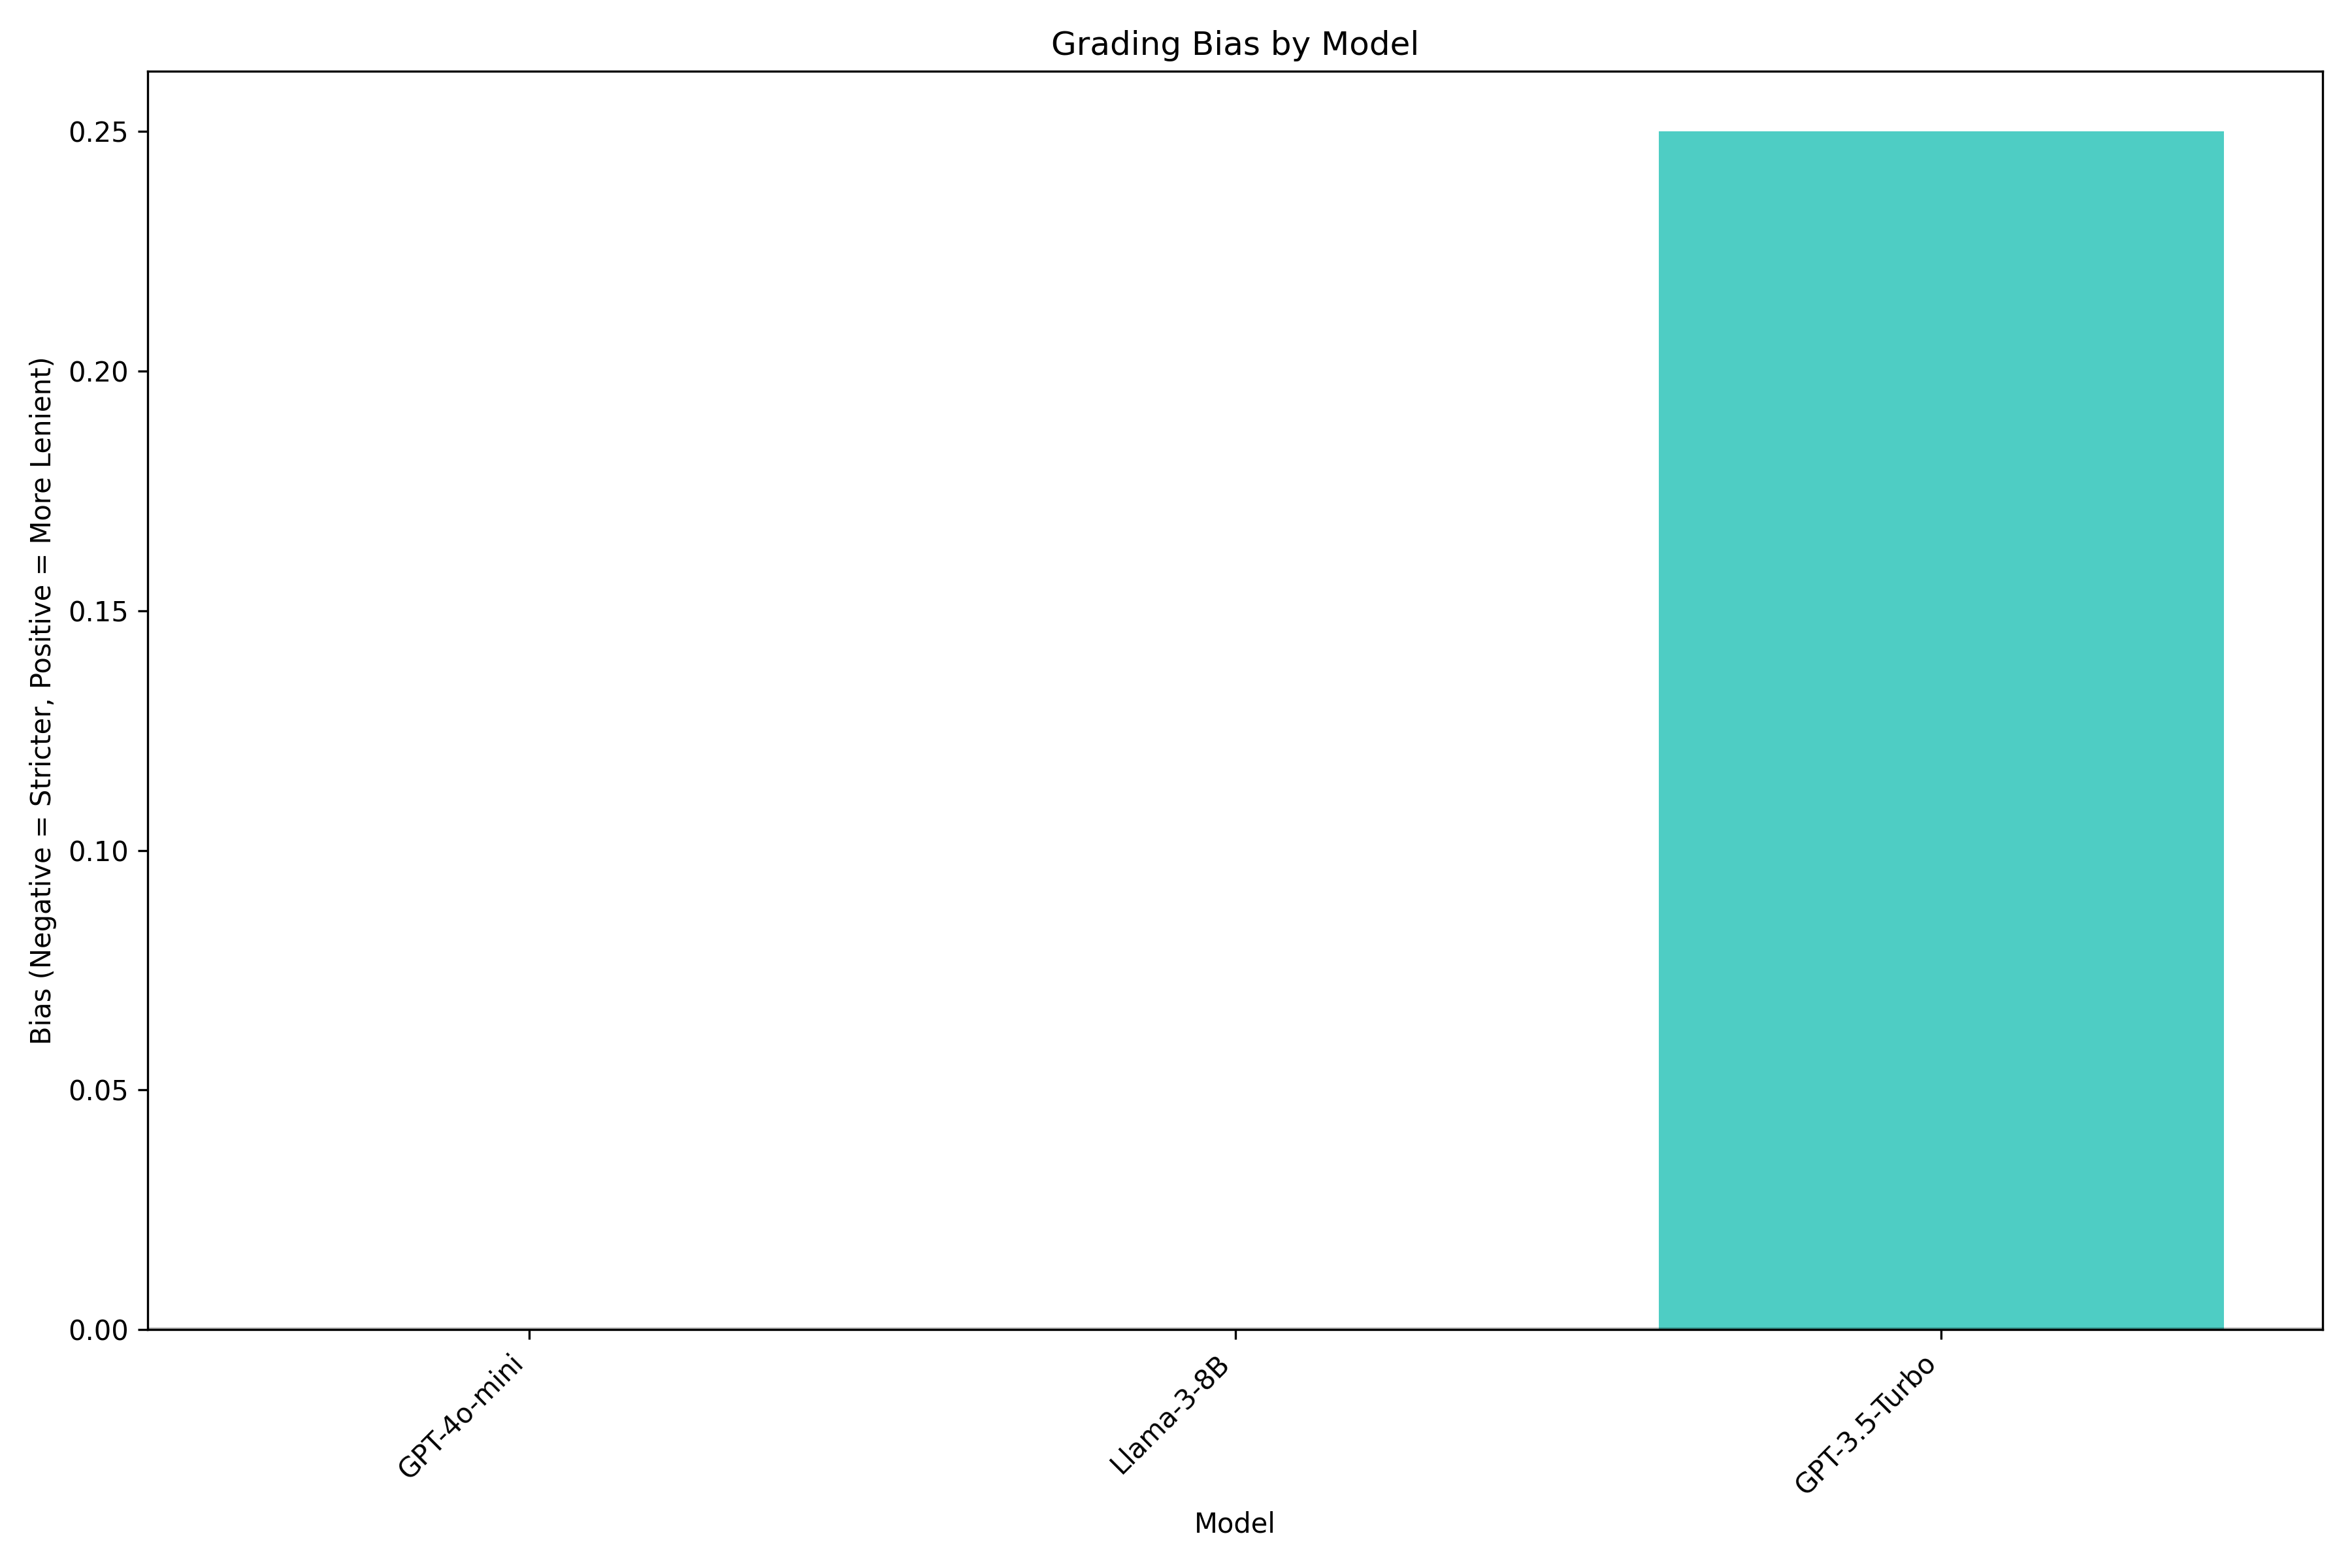 Grading Bias by Model
Bias (Negative = Stricter, Positive = More Lenient)
0.25
0.20
0.15
0.10
0.05
0.00
GPT-4o-mini
Llama-3-8B
GPT-3.5-Turbo
Model